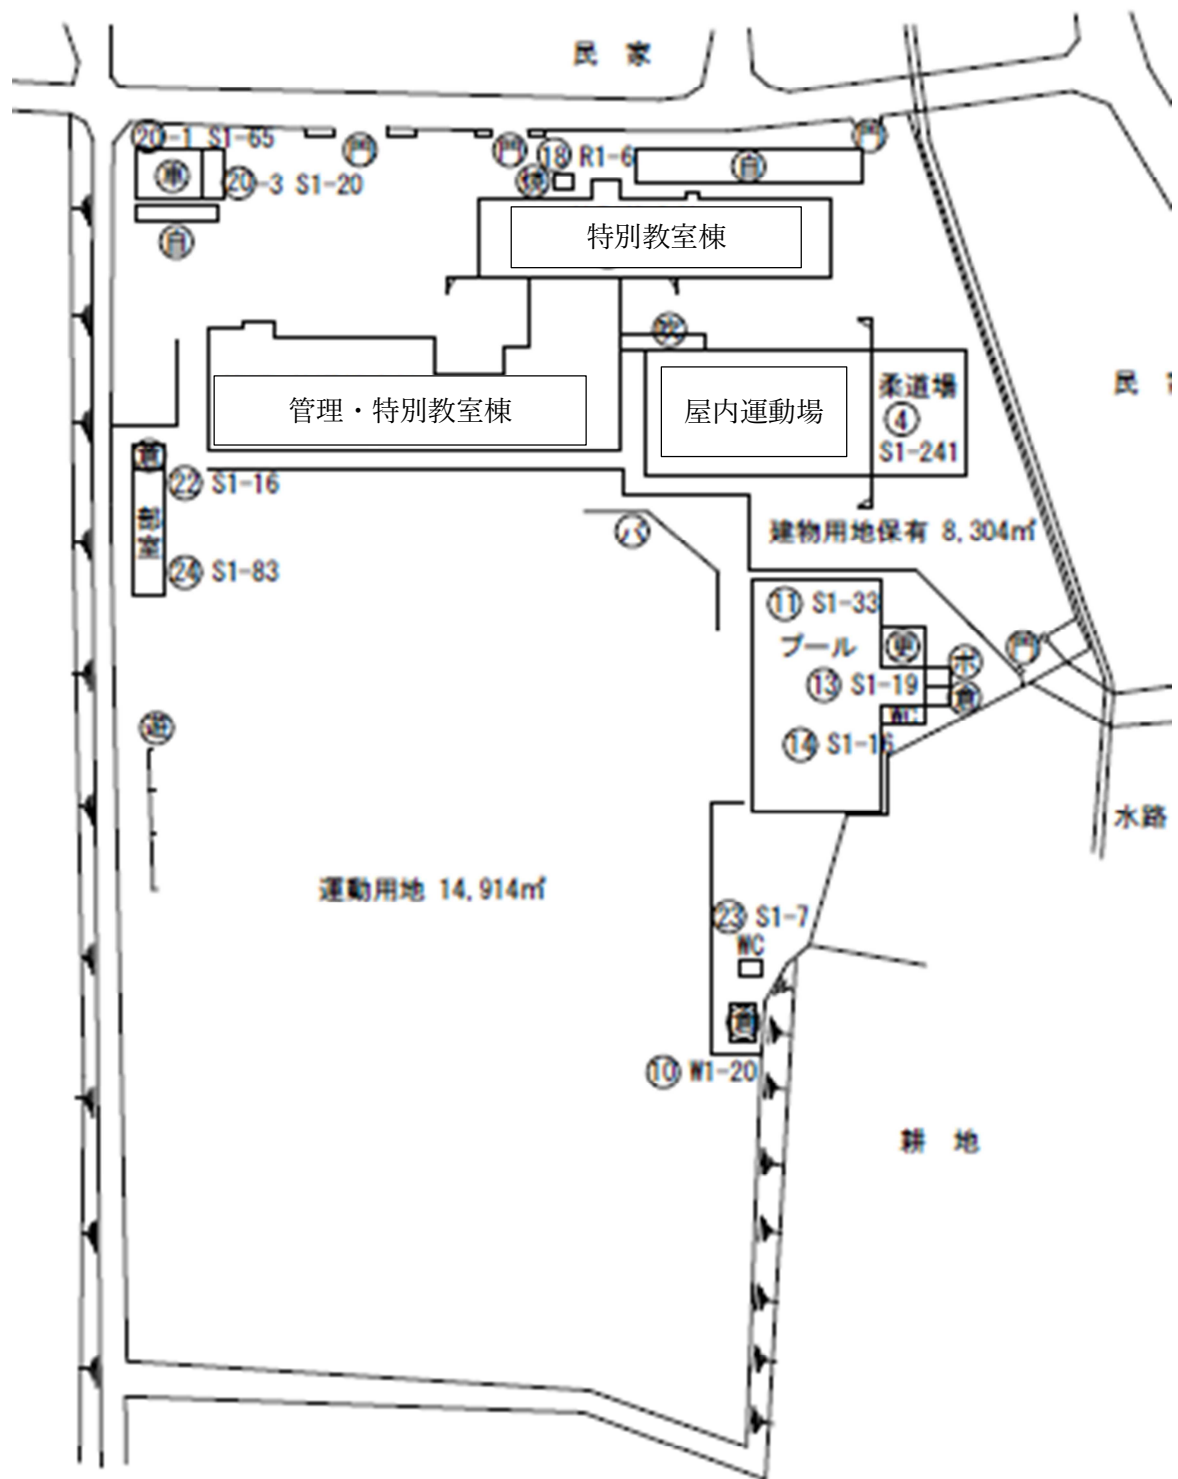 民 家
⑳-1 S1-65
門
門
⑱ R1-6
門
車
⑳-3 S1-20
焼
自
自
特別教室棟
吹
管理・特別教室棟
屋内運動場
柔道場
④
S1-241
民
倉
㉒ S1-16
部室
㉔ S1-83
バ
建物用地保有 8,304㎡
⑪ S1-33
プール
更
門
ポ
⑬ S1-19
倉
WC
⑭ S1-16
遊
水路
運動用地 14,914㎡
㉓ S1-7
WC
倉
⑩ W1-20
耕 地